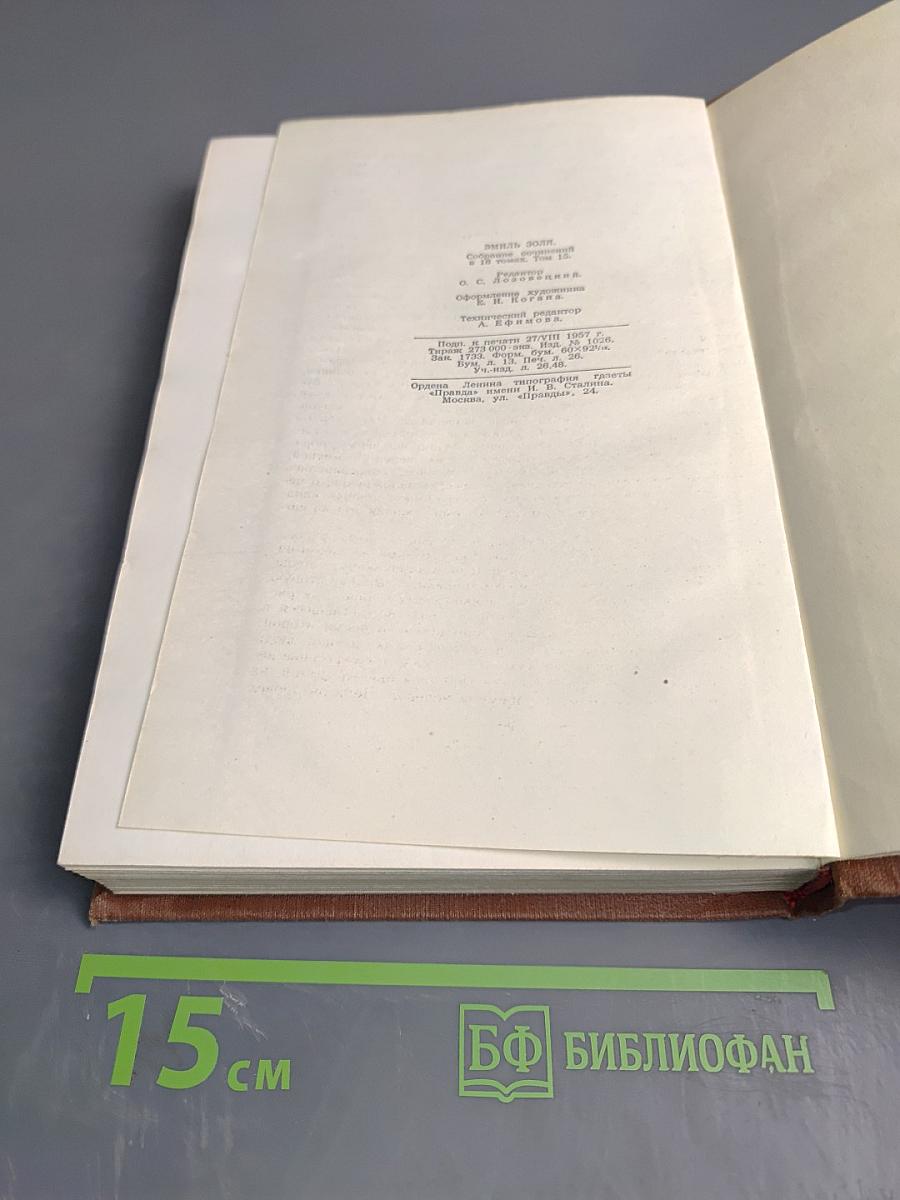 ЭМИЛЬ ЗОЛЯ.
Собрание сочинений
в 18 томах. Том 15.
Редактор
О. С. Лозовецкий.
Оформление художника
Е. И. Когана.
Технический редактор
А. Ефимова.
Подп. к печати 27/VIII 1957 г.
Тираж 273 000 экз. Изд. № 1026.
Зак. 1733. Форм. бум. 60×92¹/₁₆.
Бум. л. 13. Печ. л. 26.
Уч.-изд. л. 26,48.
Ордена Ленина типография газеты
«Правда» имени И. В. Сталина.
Москва, ул. «Правды», 24.
15 см
БФ БИБЛИОФАН